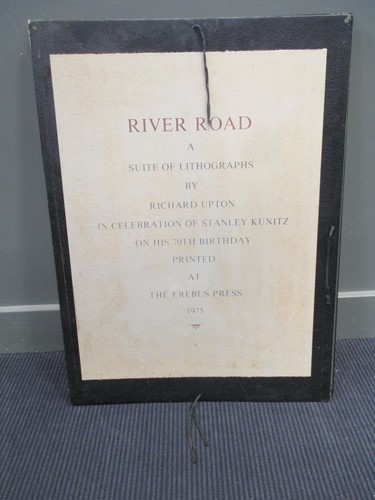 RIVER ROAD
A
SUITE OF LITHOGRAPHS
BY
RICHARD UPTON
IN CELEBRATION OF STANLEY KUNITZ
ON HIS 70TH BIRTHDAY
PRINTED
AT
THE EREBUS PRESS
1975